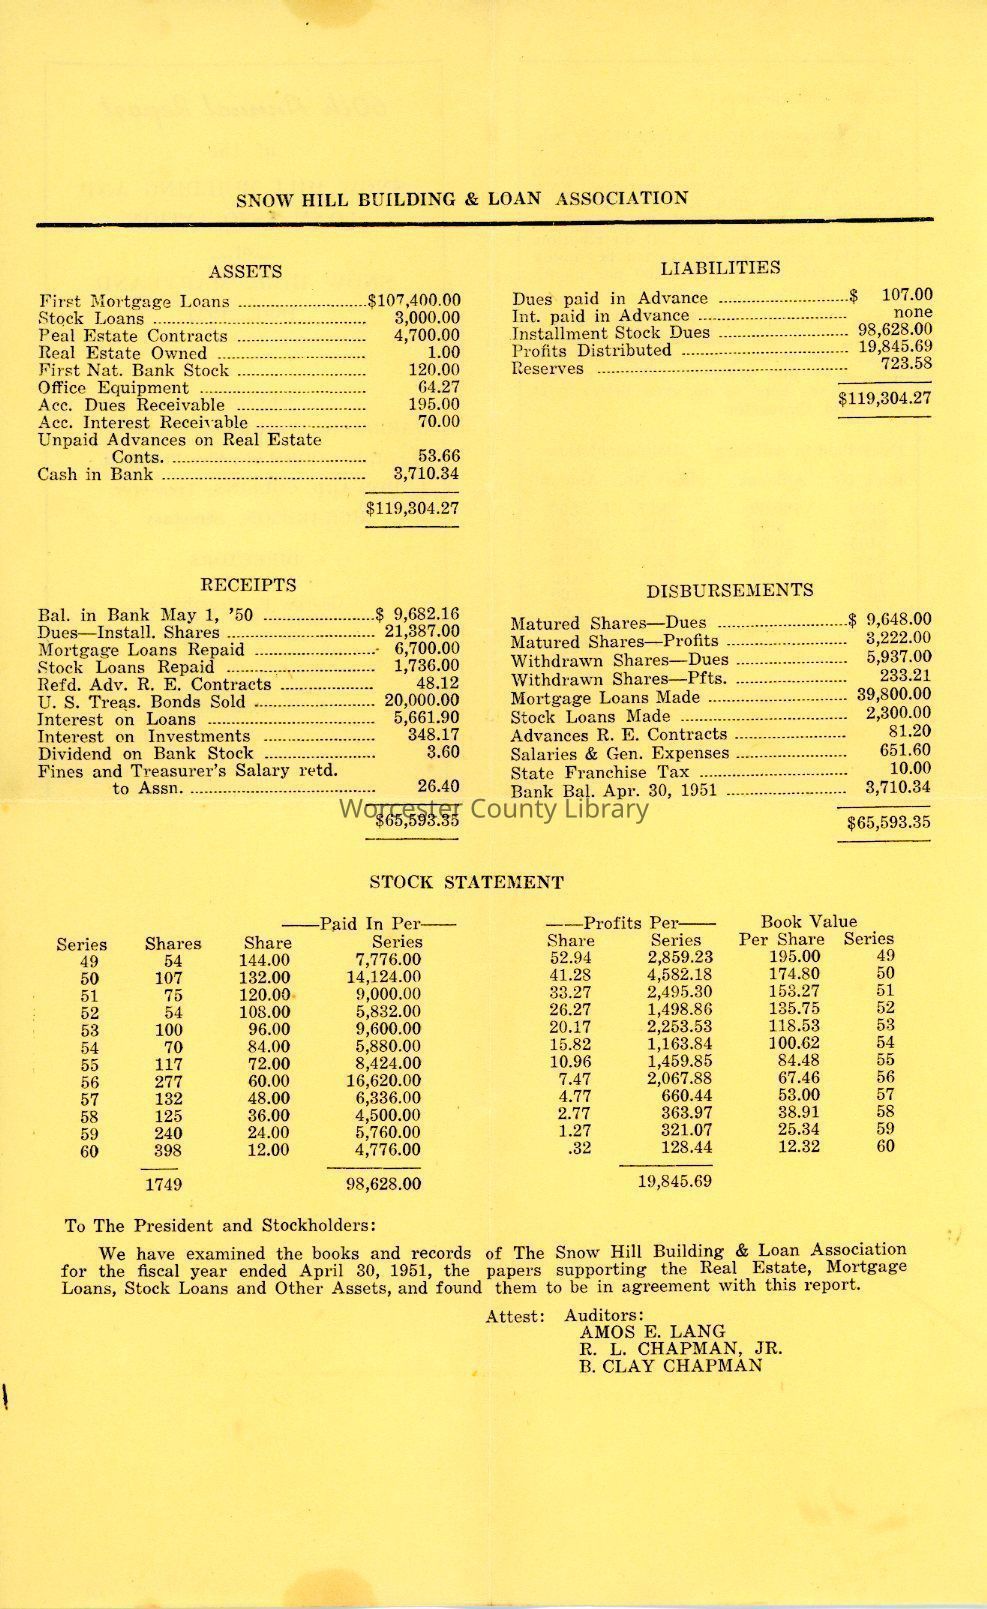 SNOW HILL BUILDING & LOAN ASSOCIATION
ASSETS
First Mortgage Loans ........................$107,400.00
Stock Loans ........................ 3,000.00
Peal Estate Contracts ........................ 4,700.00
Real Estate Owned ........................ 1.00
First Nat. Bank Stock ........................ 120.00
Office Equipment ........................ 64.27
Acc. Dues Receivable ........................ 195.00
Acc. Interest Receivable ........................ 70.00
Unpaid Advances on Real Estate
Conts. ........................ 53.66
Cash in Bank ........................ 3,710.34
$119,304.27
LIABILITIES
Dues paid in Advance ........................$ 107.00
Int. paid in Advance ........................ none
Installment Stock Dues ........................ 98,628.00
Profits Distributed ........................ 19,845.69
Reserves ........................ 723.58
$119,304.27
RECEIPTS
Bal. in Bank May 1, '50 ........................$ 9,682.16
Dues—Install. Shares ........................ 21,387.00
Mortgage Loans Repaid ........................ 6,700.00
Stock Loans Repaid ........................ 1,736.00
Refd. Adv. R. E. Contracts ........................ 48.12
U. S. Treas. Bonds Sold ........................ 20,000.00
Interest on Loans ........................ 5,661.90
Interest on Investments ........................ 348.17
Dividend on Bank Stock ........................ 3.60
Fines and Treasurer's Salary retd.
to Assn. ........................ 26.40
$65,593.35
DISBURSEMENTS
Matured Shares—Dues ........................$ 9,648.00
Matured Shares—Profits ........................ 3,222.00
Withdrawn Shares—Dues ........................ 5,937.00
Withdrawn Shares—Pfts. ........................ 233.21
Mortgage Loans Made ........................ 39,800.00
Stock Loans Made ........................ 2,300.00
Advances R. E. Contracts ........................ 81.20
Salaries & Gen. Expenses ........................ 651.60
State Franchise Tax ........................ 10.00
Bank Bal. Apr. 30, 1951 ........................ 3,710.34
$65,593.35
Worcester County Library
STOCK STATEMENT
——Paid In Per—— ——Profits Per—— Book Value
Series Shares Share Series Share Series Per Share Series
49 54 144.00 7,776.00 52.94 2,859.23 195.00 49
50 107 132.00 14,124.00 41.28 4,582.18 174.80 50
51 75 120.00 9,000.00 33.27 2,495.30 153.27 51
52 54 108.00 5,832.00 26.27 1,498.86 135.75 52
53 100 96.00 9,600.00 20.17 2,253.53 118.53 53
54 70 84.00 5,880.00 15.82 1,163.84 100.62 54
55 117 72.00 8,424.00 10.96 1,459.85 84.48 55
56 277 60.00 16,620.00 7.47 2,067.88 67.46 56
57 132 48.00 6,336.00 4.77 660.44 53.00 57
58 125 36.00 4,500.00 2.77 363.97 38.91 58
59 240 24.00 5,760.00 1.27 321.07 25.34 59
60 398 12.00 4,776.00 .32 128.44 12.32 60
1749 98,628.00 19,845.69
To The President and Stockholders:
We have examined the books and records of The Snow Hill Building & Loan Association
for the fiscal year ended April 30, 1951, the papers supporting the Real Estate, Mortgage
Loans, Stock Loans and Other Assets, and found them to be in agreement with this report.
Attest: Auditors:
AMOS E. LANG
R. L. CHAPMAN, JR.
B. CLAY CHAPMAN